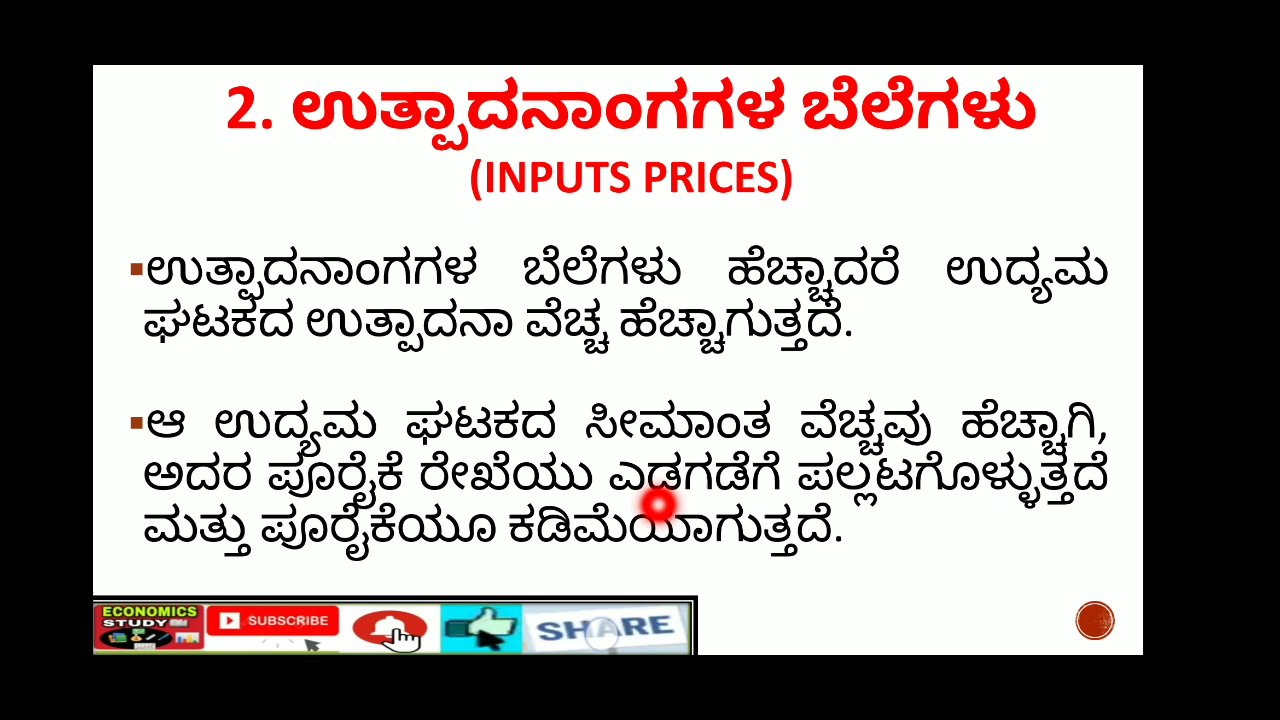 2. ಉತ್ಪಾದನಾಂಗಗಳ ಬೆಲೆಗಳು
(INPUTS PRICES)
▪ಉತ್ಪಾದನಾಂಗಗಳ ಬೆಲೆಗಳು ಹೆಚ್ಚಾದರೆ ಉದ್ಯಮ
ಘಟಕದ ಉತ್ಪಾದನಾ ವೆಚ್ಚ ಹೆಚ್ಚಾಗುತ್ತದೆ.
▪ಆ ಉದ್ಯಮ ಘಟಕದ ಸೀಮಾಂತ ವೆಚ್ಚವು ಹೆಚ್ಚಾಗಿ,
ಅದರ ಪೂರೈಕೆ ರೇಖೆಯು ಎಡಗಡೆಗೆ ಪಲ್ಲಟಗೊಳ್ಳುತ್ತದೆ
ಮತ್ತು ಪೂರೈಕೆಯೂ ಕಡಿಮೆಯಾಗುತ್ತದೆ.
ECONOMICS
STUDY
SUBSCRIBE
SHARE